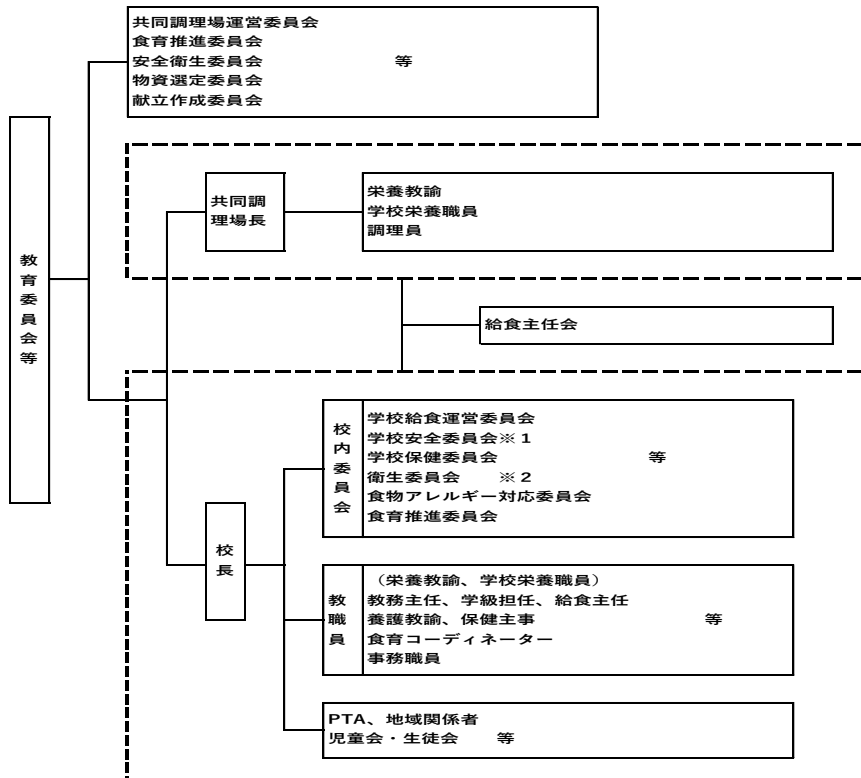 共同調理場運営委員会
食育推進委員会
安全衛生委員会 等
物資選定委員会
献立作成委員会
教育委員会等
共同調
理場長
栄養教諭
学校栄養職員
調理員
給食主任会
校内委員会
学校給食運営委員会
学校安全委員会※1
学校保健委員会 等
衛生委員会 ※2
食物アレルギー対応委員会
食育推進委員会
校長
教職員
（栄養教諭、学校栄養職員）
教務主任、学級担任、給食主任
養護教諭、保健主事 等
食育コーディネーター
事務職員
PTA、地域関係者
児童会・生徒会 等